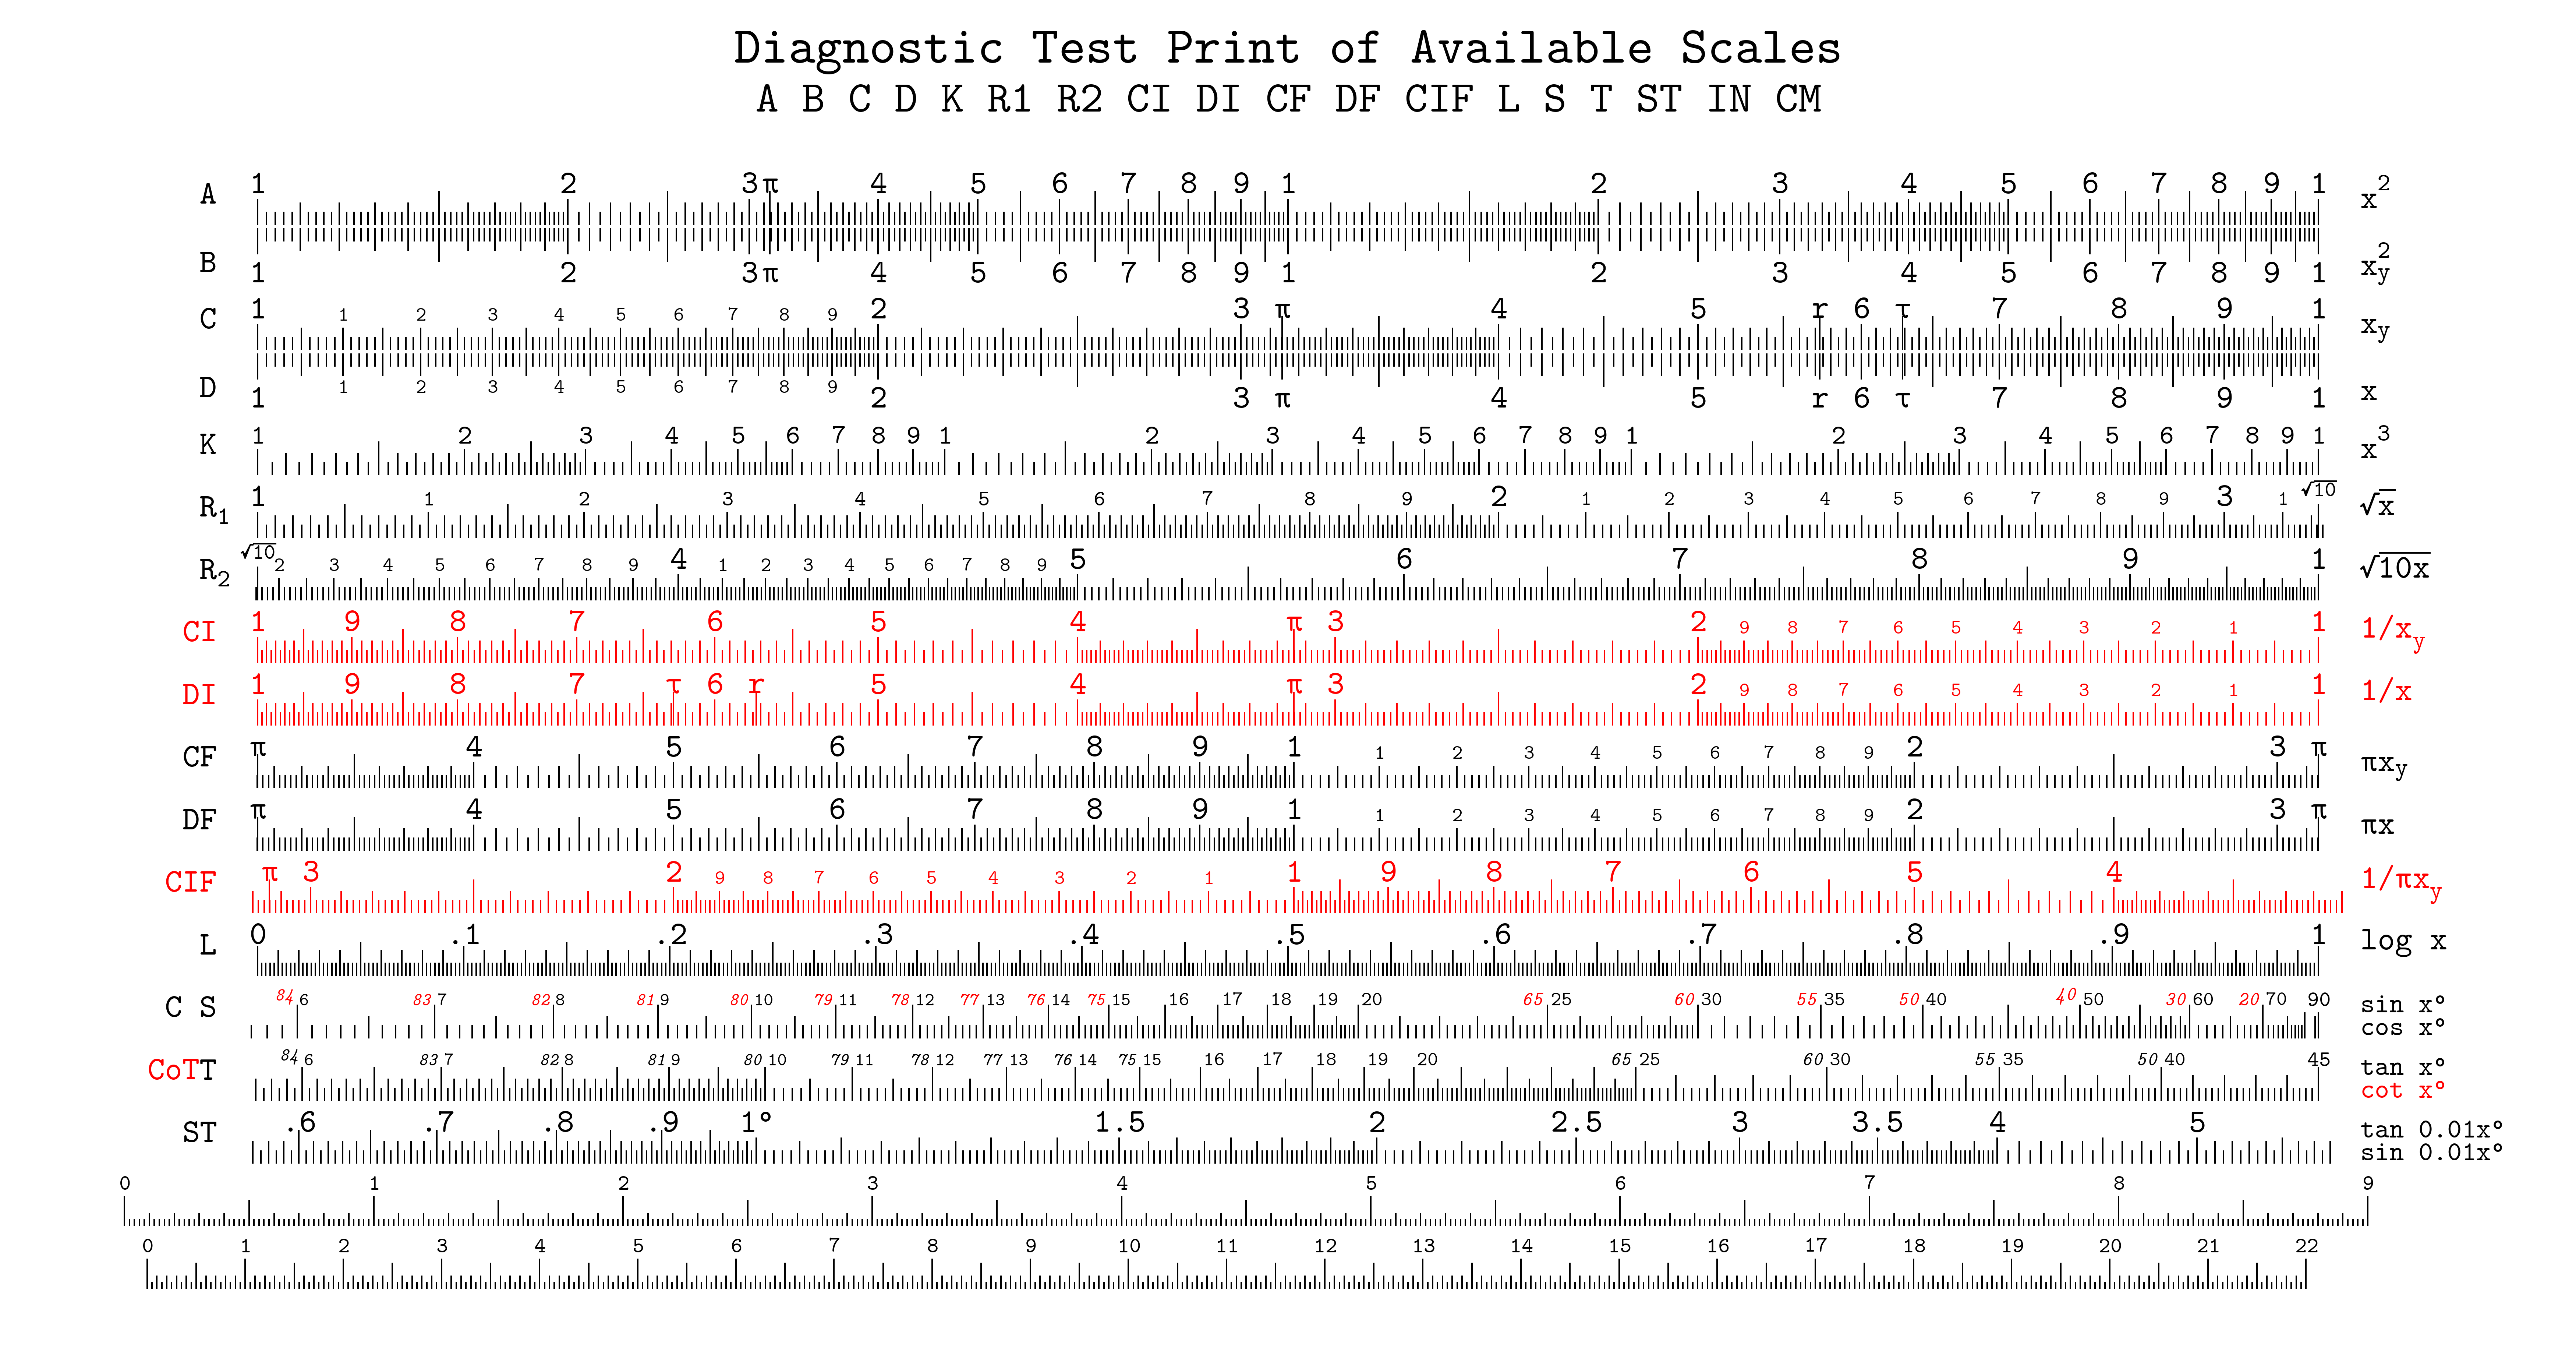 Diagnostic Test Print of Available Scales
A B C D K R1 R2 CI DI CF DF CIF L S T ST IN CM
A 1 2 3 π 4 5 6 7 8 9 1 2 3 4 5 6 7 8 9 1 x²
B 1 2 3 π 4 5 6 7 8 9 1 2 3 4 5 6 7 8 9 1 x²y
C 1 1 2 3 4 5 6 7 8 9 2 3 π 4 5 r 6 τ 7 8 9 1 xy
D 1 1 2 3 4 5 6 7 8 9 2 3 π 4 5 r 6 τ 7 8 9 1 x
K 1 2 3 4 5 6 7 8 9 1 2 3 4 5 6 7 8 9 1 2 3 4 5 6 7 8 9 1 x³
R₁ 1 1 2 3 4 5 6 7 8 9 2 1 2 3 4 5 6 7 8 9 3 1 √10 √x
R₂ √10 2 3 4 5 6 7 8 9 4 1 2 3 4 5 6 7 8 9 5 6 7 8 9 1 √10x
CI 1 9 8 7 6 5 4 π 3 2 9 8 7 6 5 4 3 2 1 1 1/xy
DI 1 9 8 7 τ 6 r 5 4 π 3 2 9 8 7 6 5 4 3 2 1 1 1/x
CF π 4 5 6 7 8 9 1 1 2 3 4 5 6 7 8 9 2 3 π πxy
DF π 4 5 6 7 8 9 1 1 2 3 4 5 6 7 8 9 2 3 π πx
CIF π 3 2 9 8 7 6 5 4 3 2 1 1 9 8 7 6 5 4 1/πxy
L 0 .1 .2 .3 .4 .5 .6 .7 .8 .9 1 log x
C S 84 6 83 7 82 8 81 9 80 10 79 11 78 12 77 13 76 14 75 15 16 17 18 19 20 65 25 60 30 55 35 50 40 40 50 30 60 20 70 90 sin x°
cos x°
CoTT 84 6 83 7 82 8 81 9 80 10 79 11 78 12 77 13 76 14 75 15 16 17 18 19 20 65 25 60 30 55 35 50 40 45 tan x°
cot x°
ST .6 .7 .8 .9 1° 1.5 2 2.5 3 3.5 4 5 tan 0.01x°
sin 0.01x°
0 1 2 3 4 5 6 7 8 9
0 1 2 3 4 5 6 7 8 9 10 11 12 13 14 15 16 17 18 19 20 21 22